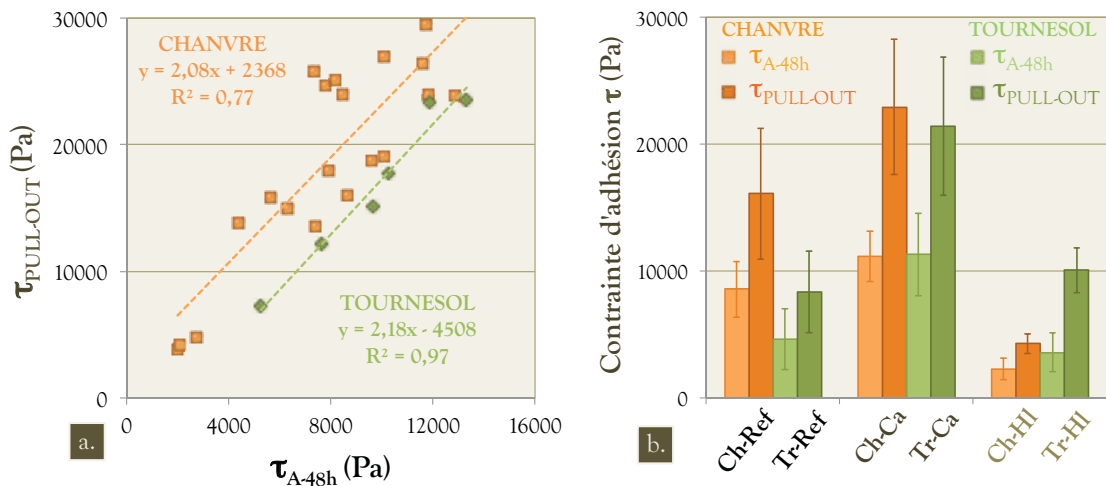 30000
20000
10000
0
0
4000
8000
12000
16000
τPULL-OUT (Pa)
τA-48h (Pa)
CHANVRE
y = 2,08x + 2368
R² = 0,77
TOURNESOL
y = 2,18x - 4508
R² = 0,97
a.
30000
20000
10000
0
Contrainte d'adhésion τ (Pa)
CHANVRE
τA-48h
τPULL-OUT
TOURNESOL
τA-48h
τPULL-OUT
Ch-Ref
Tr-Ref
Ch-Ca
Tr-Ca
Ch-Hl
Tr-Hl
b.